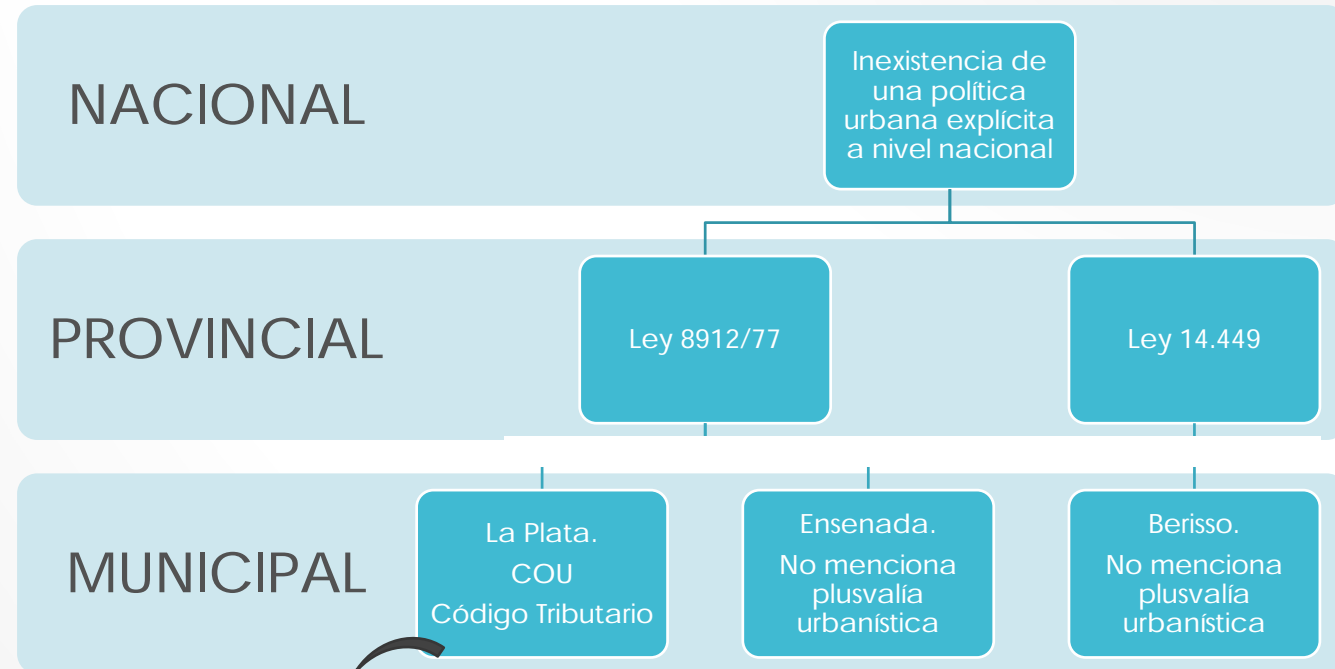 NACIONAL
Inexistencia de
una política
urbana explícita
a nivel nacional
PROVINCIAL
Ley 8912/77
Ley 14.449
MUNICIPAL
La Plata.
COU
Código Tributario
Ensenada.
No menciona
plusvalía
urbanística
Berisso.
No menciona
plusvalía
urbanística